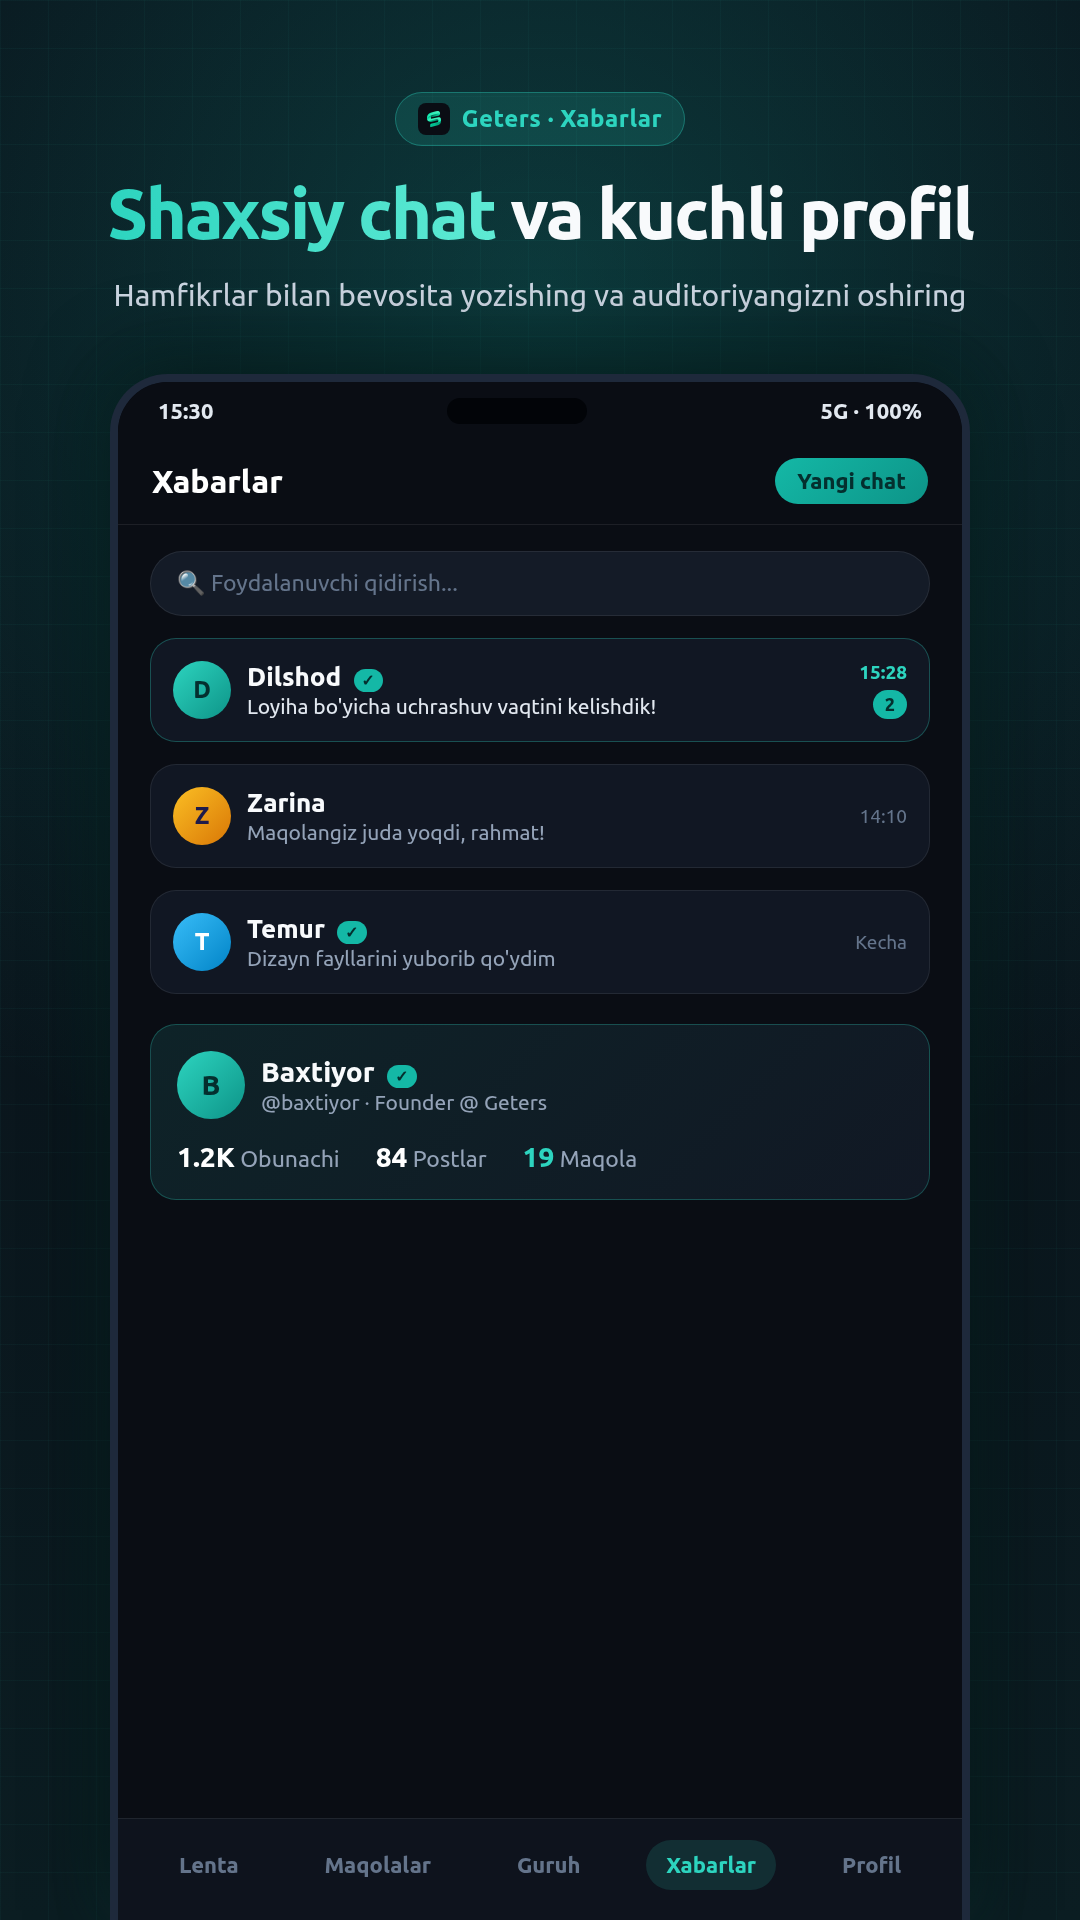 Geters · Xabarlar
Shaxsiy chat va kuchli profil
Hamfikrlar bilan bevosita yozishing va auditoriyangizni oshiring
15:30
5G · 100%
Xabarlar
Yangi chat
🔍 Foydalanuvchi qidirish...
D
Dilshod ✓
15:28
Loyiha bo'yicha uchrashuv vaqtini kelishdik!
2
Z
Zarina
Maqolangiz juda yoqdi, rahmat!
14:10
T
Temur ✓
Dizayn fayllarini yuborib qo'ydim
Kecha
B
Baxtiyor ✓
@baxtiyor · Founder @ Geters
1.2K Obunachi 84 Postlar 19 Maqola
Lenta Maqolalar Guruh Xabarlar Profil